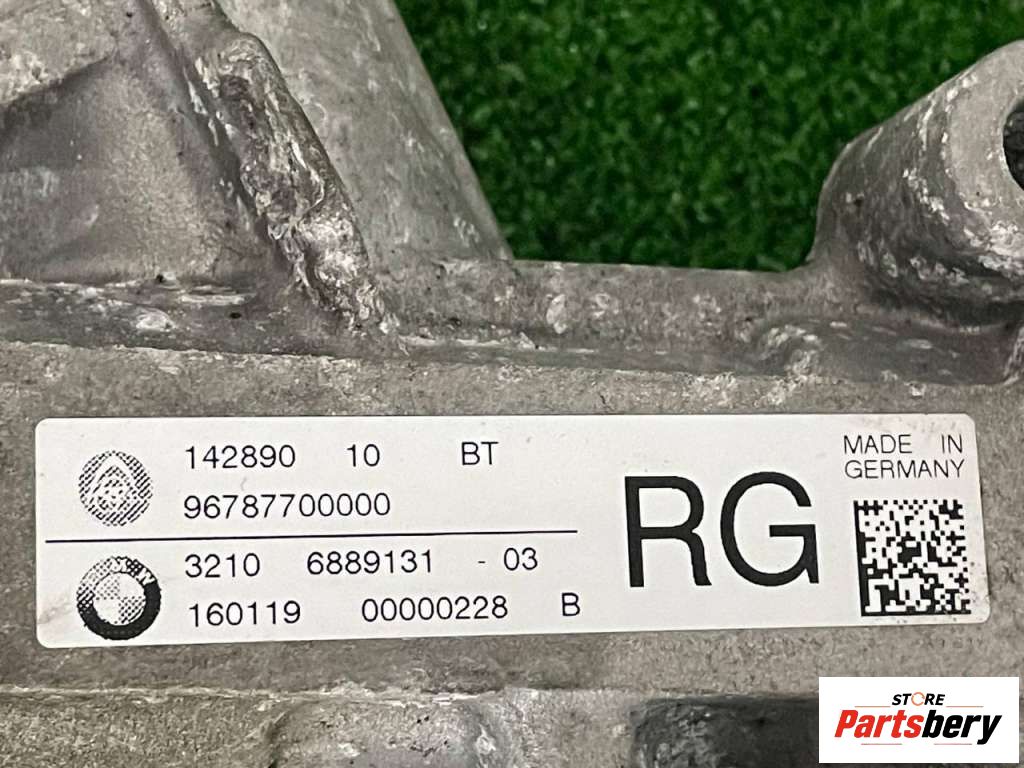 142890 10 BT
96787700000
3210 6889131 - 03
160119 00000228 B
RG
MADE IN
GERMANY
STORE
Partsbery